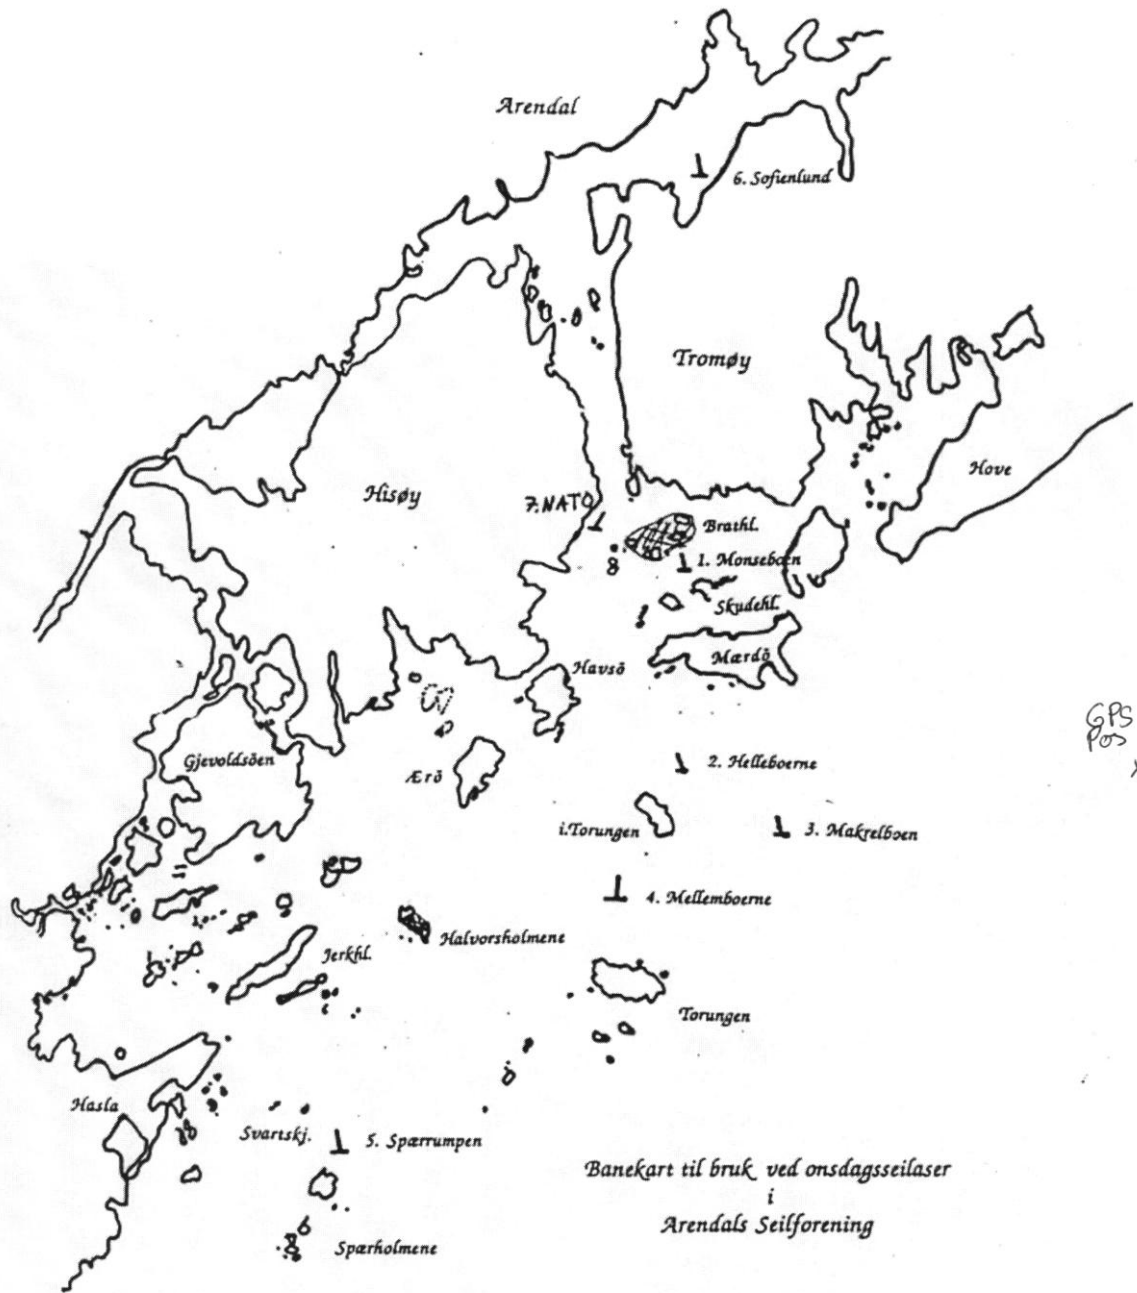 Arendal
6. Sofienlund
Tromøy
Hove
Hisøy
7. NATO
Brathl.
1. Monseboen
Skudehl.
Mærdö
Havsö
GPS
Pos
Gjevoldsöen
Ærö
2. Helleboerne
i.Torungen
3. Makrelboen
4. Mellemboerne
Halvorsholmene
Jerkhl.
Torungen
Hasla
Svartskj.
5. Spærrumpen
Spærholmene
Banekart til bruk ved onsdagsseilaser
i
Arendals Seilforening